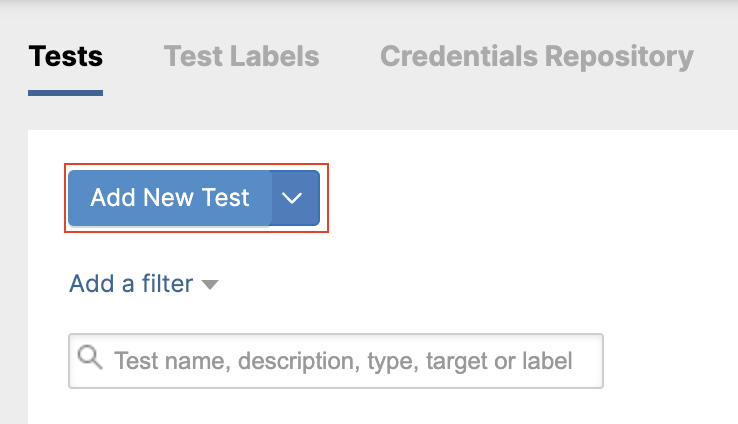 Tests Test Labels Credentials Repository
Add New Test
Add a filter
Test name, description, type, target or label